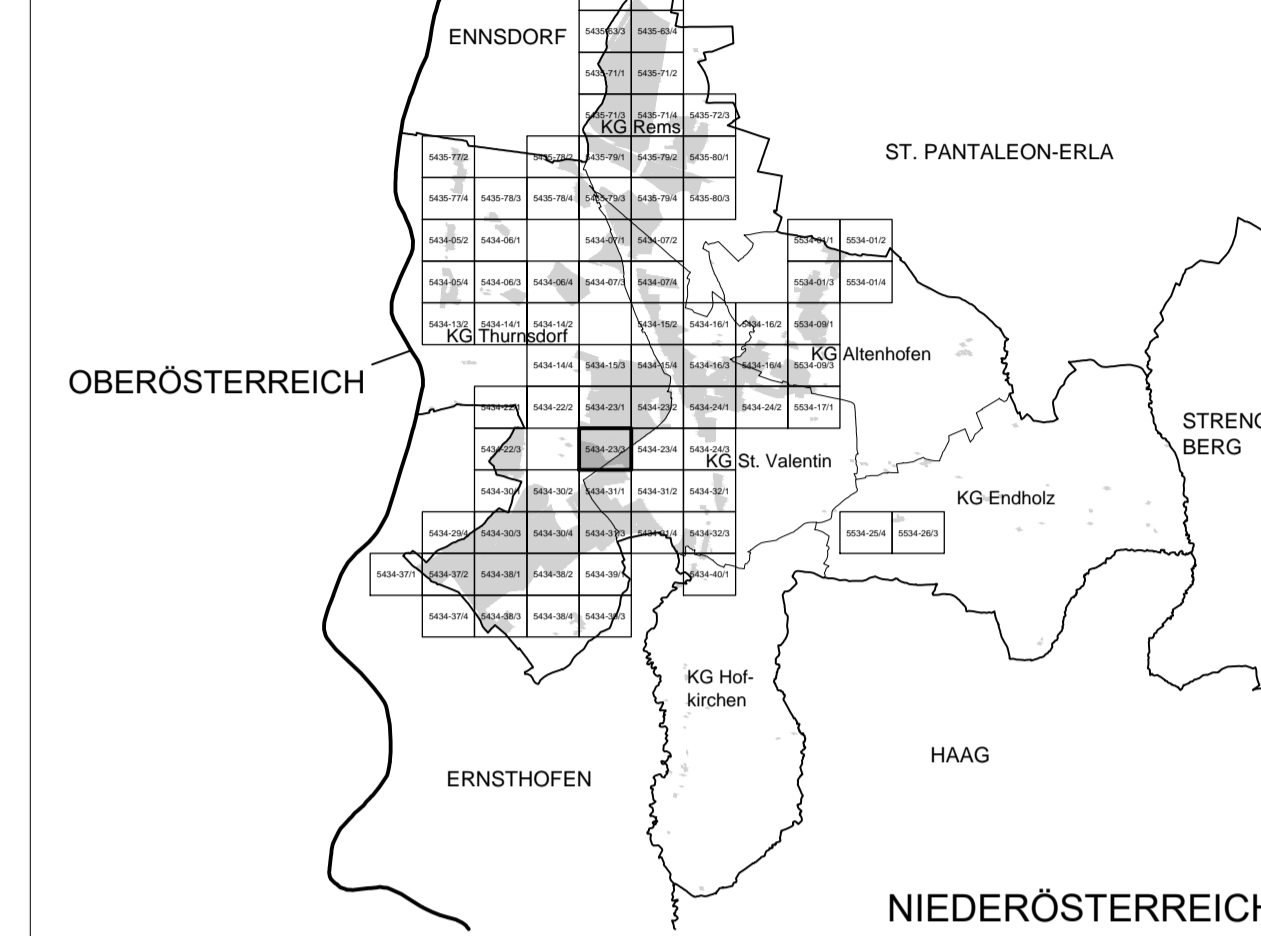 ENNSDORF
5435-63/3 5435-63/4
5435-71/1 5435-71/2
5435-71/3 5435-71/4 5435-72/3
KG Rems
ST. PANTALEON-ERLA
5435-77/2 5435-78/2 5435-79/1 5435-79/2 5435-80/1
5435-77/4 5435-78/3 5435-78/4 5435-79/3 5435-79/4 5435-80/3
5434-05/2 5434-06/1 5434-07/1 5434-07/2 5534-01/1 5534-01/2
5434-05/4 5434-06/3 5434-06/4 5434-07/3 5434-07/4 5534-01/3 5534-01/4
5434-13/2 5434-14/1 5434-14/2 5434-15/2 5434-16/1 5434-16/2 5534-09/1
KG Thurnsdorf
KG Altenhofen
5434-14/4 5434-15/3 5434-15/4 5434-16/3 5434-16/4 5534-09/3
OBERÖSTERREICH
5434-22/1 5434-22/2 5434-23/1 5434-23/2 5434-24/1 5434-24/2 5534-17/1
STRENG
BERG
5434-22/3 5434-23/3 5434-23/4 5434-24/3
KG St. Valentin
5434-30/1 5434-30/2 5434-31/1 5434-31/2 5434-32/1
KG Endholz
5434-29/4 5434-30/3 5434-30/4 5434-31/3 5434-31/4 5434-32/3 5534-25/4 5534-26/3
5434-37/1 5434-37/2 5434-38/1 5434-38/2 5434-39/1 5434-40/1
5434-37/4 5434-38/3 5434-38/4 5434-39/3
KG Hof-
kirchen
HAAG
ERNSTHOFEN
NIEDERÖSTERREICH